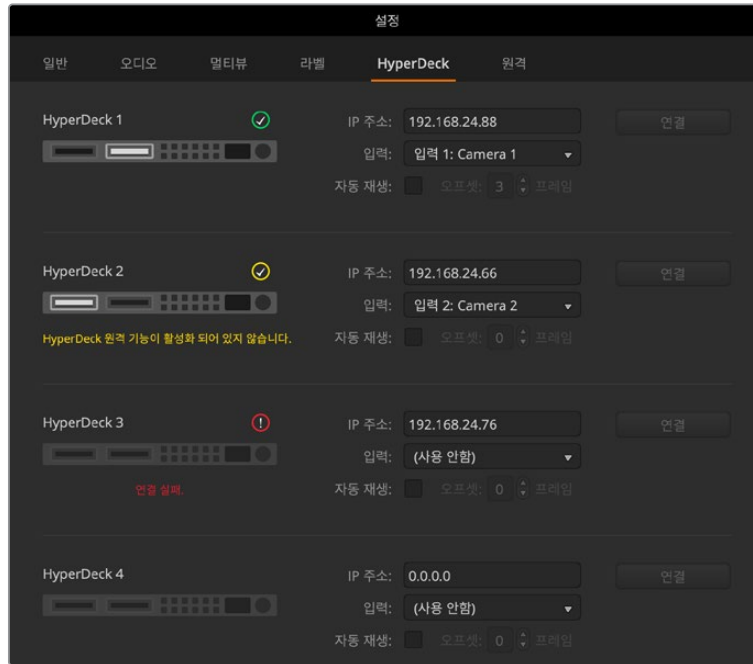 설정
일반 오디오 멀티뷰 라벨 HyperDeck 원격
HyperDeck 1 IP 주소: 192.168.24.88 연결
입력: 입력 1: Camera 1
자동 재생: 오프셋: 3 프레임
HyperDeck 2 IP 주소: 192.168.24.66 연결
입력: 입력 2: Camera 2
HyperDeck 원격 기능이 활성화 되어 있지 않습니다. 자동 재생: 오프셋: 0 프레임
HyperDeck 3 IP 주소: 192.168.24.76 연결
입력: (사용 안함)
연결 실패. 자동 재생: 오프셋: 0 프레임
HyperDeck 4 IP 주소: 0.0.0.0 연결
입력: (사용 안함)
자동 재생: 오프셋: 0 프레임